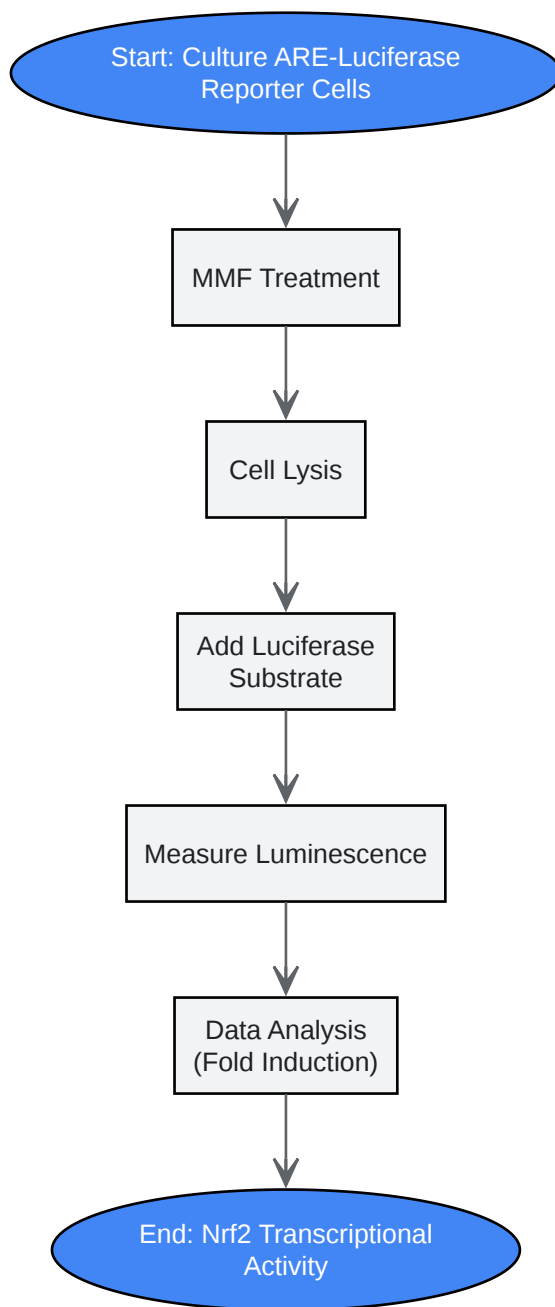 Start: Culture ARE-Luciferase
Reporter Cells
MMF Treatment
Cell Lysis
Add Luciferase
Substrate
Measure Luminescence
Data Analysis
(Fold Induction)
End: Nrf2 Transcriptional
Activity